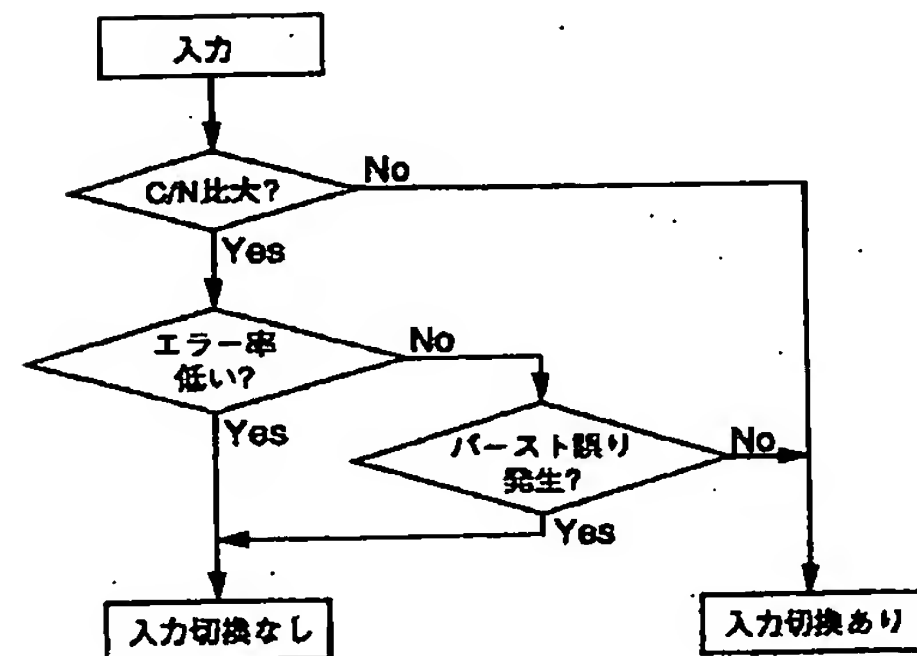 入力
C/N比大?
No
Yes
エラー率
低い?
No
Yes
バースト誤り
発生?
No
Yes
入力切換なし
入力切換あり